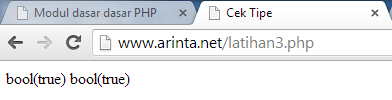 Modul dasar dasar PHP
Cek Tipe
www.arinta.net/latihan3.php
bool(true) bool(true)